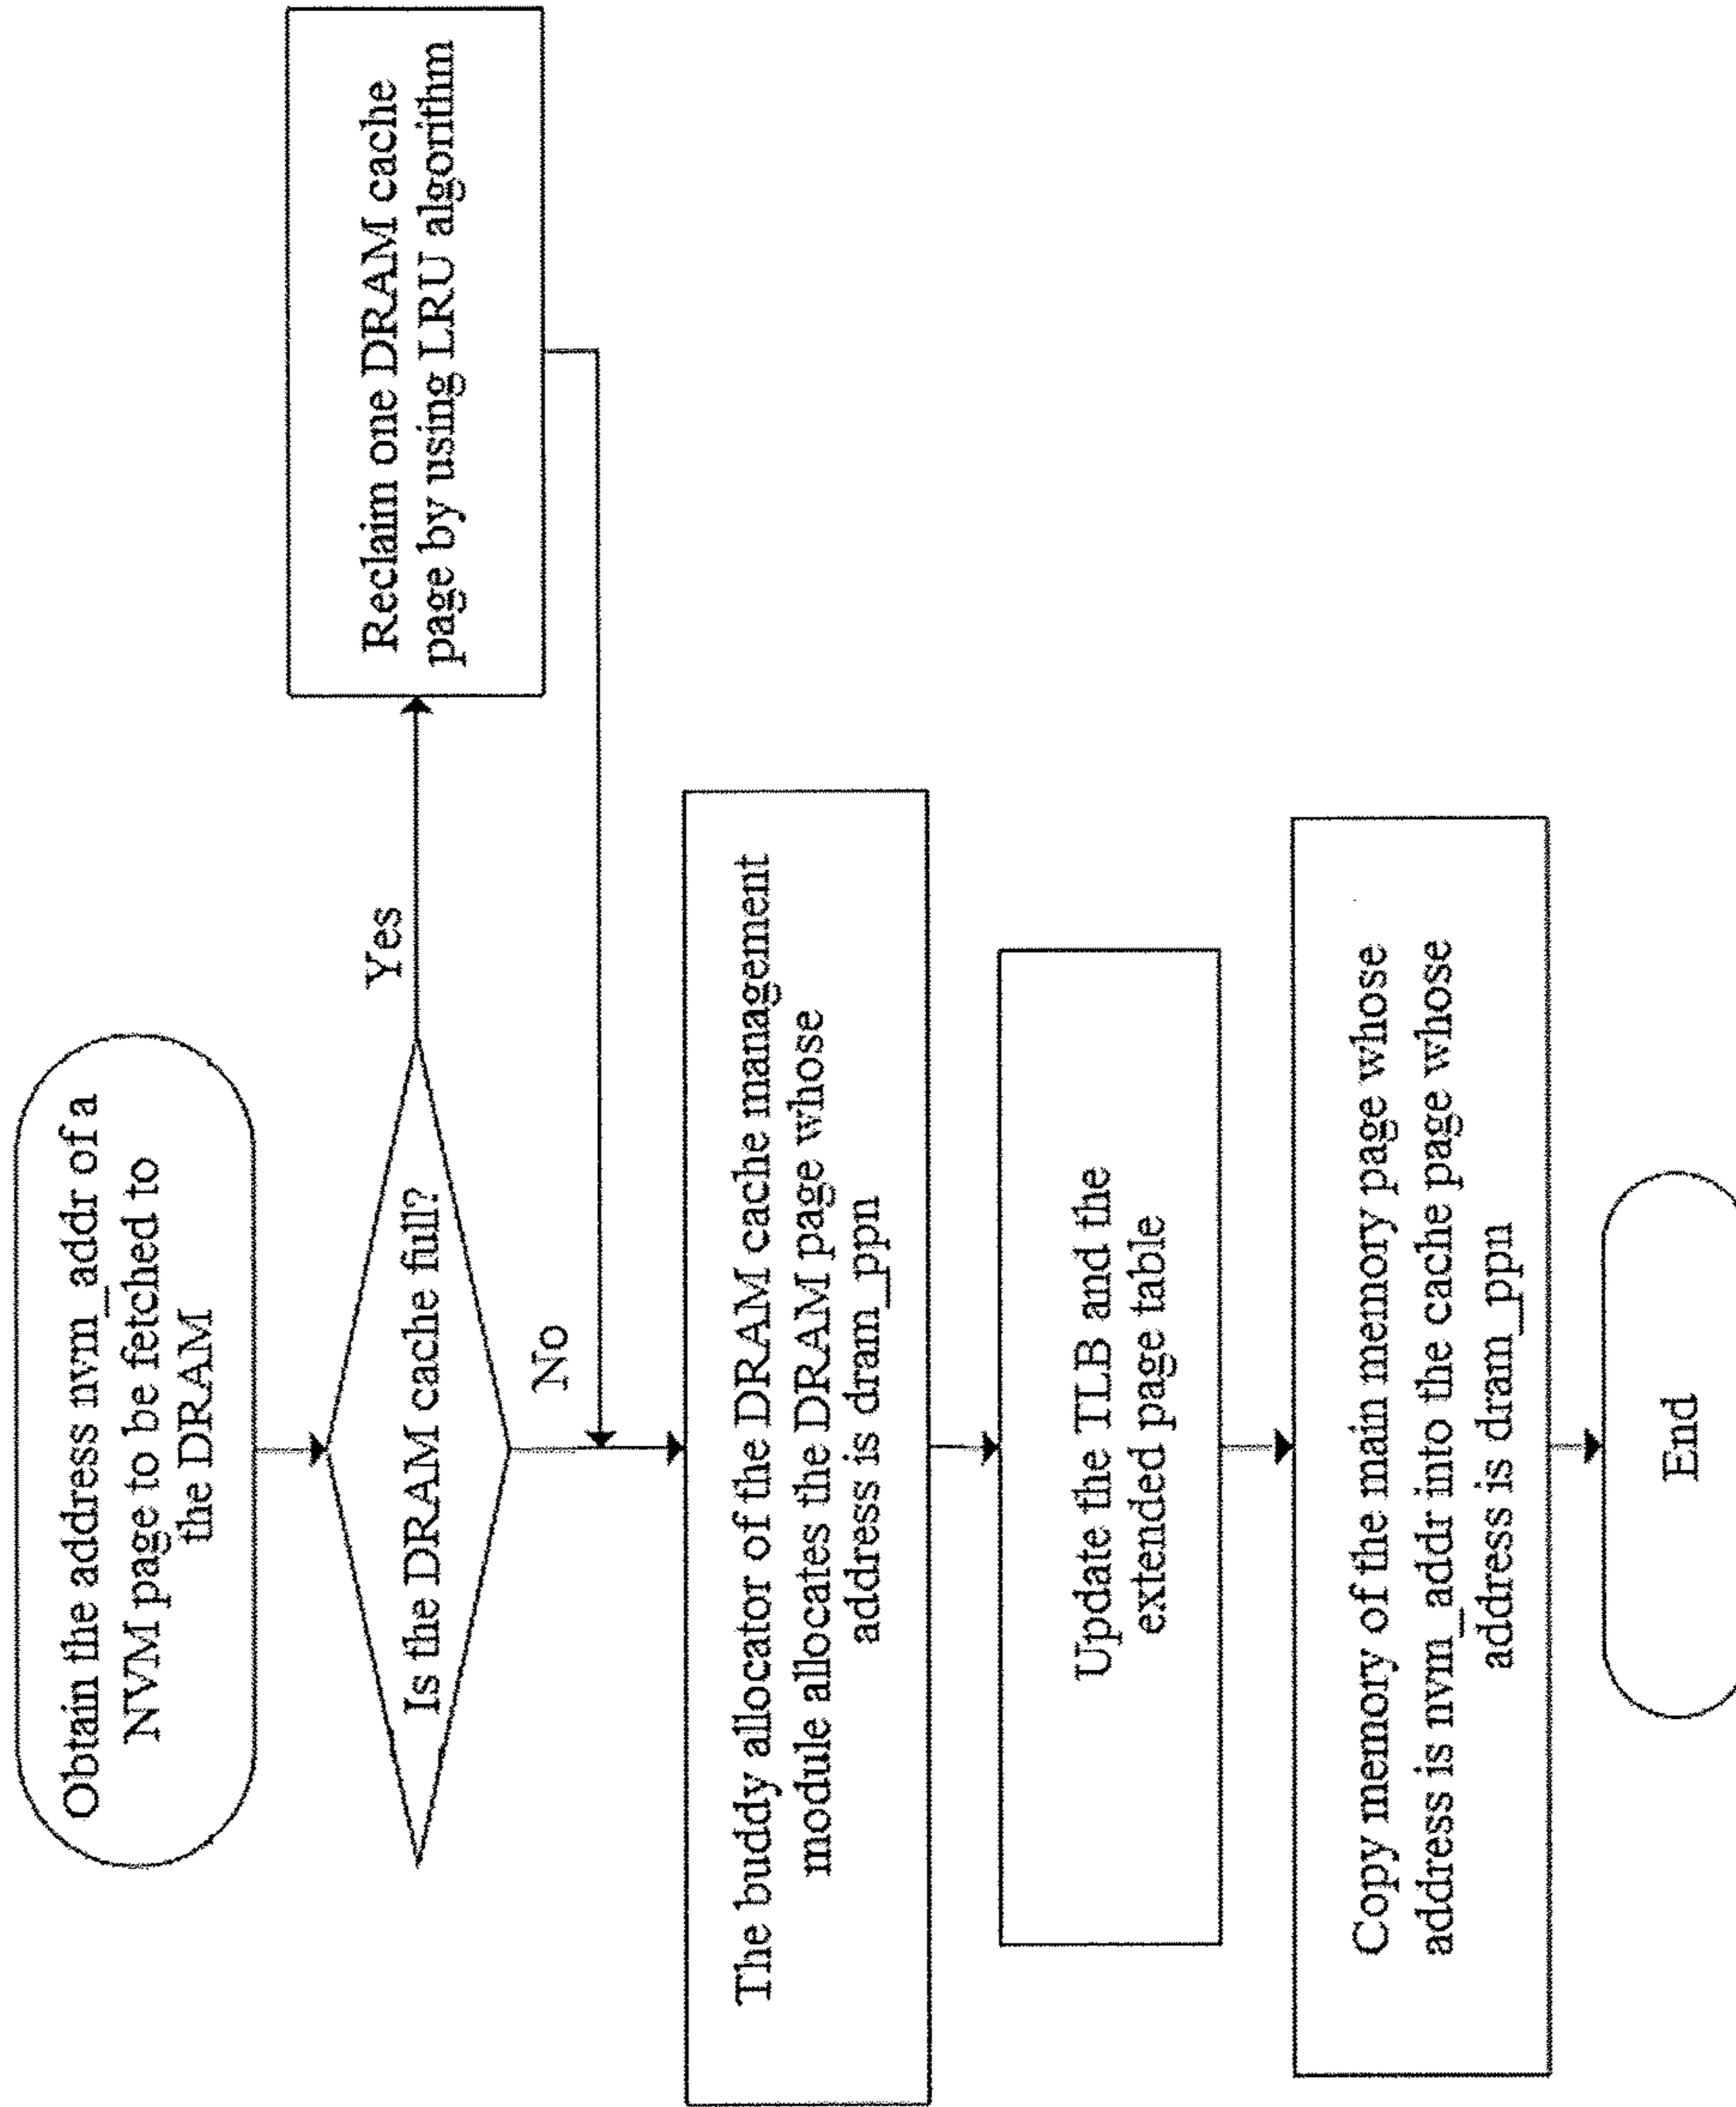 Obtain the address nvm_addr of a
NVM page to be fetched to
the DRAM
Is the DRAM cache full?
Yes
Reclaim one DRAM cache
page by using LRU algorithm
No
The buddy allocator of the DRAM cache management
module allocates the DRAM page whose
address is dram_ppn
Update the TLB and the
extended page table
Copy memory of the main memory page whose
address is nvm_addr into the cache page whose
address is dram_ppn
End